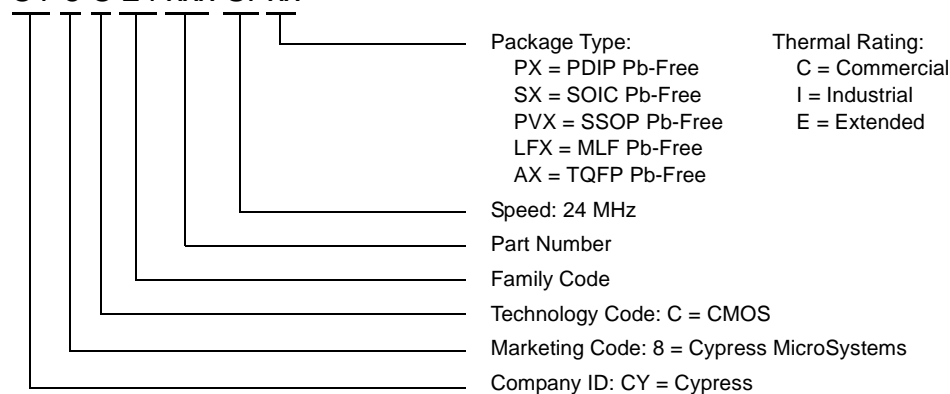 Package Type:
PX = PDIP Pb-Free
SX = SOIC Pb-Free
PVX = SSOP Pb-Free
LFX = MLF Pb-Free
AX = TQFP Pb-Free
Thermal Rating:
C = Commercial
I = Industrial
E = Extended
Speed: 24 MHz
Part Number
Family Code
Technology Code: C = CMOS
Marketing Code: 8 = Cypress MicroSystems
Company ID: CY = Cypress